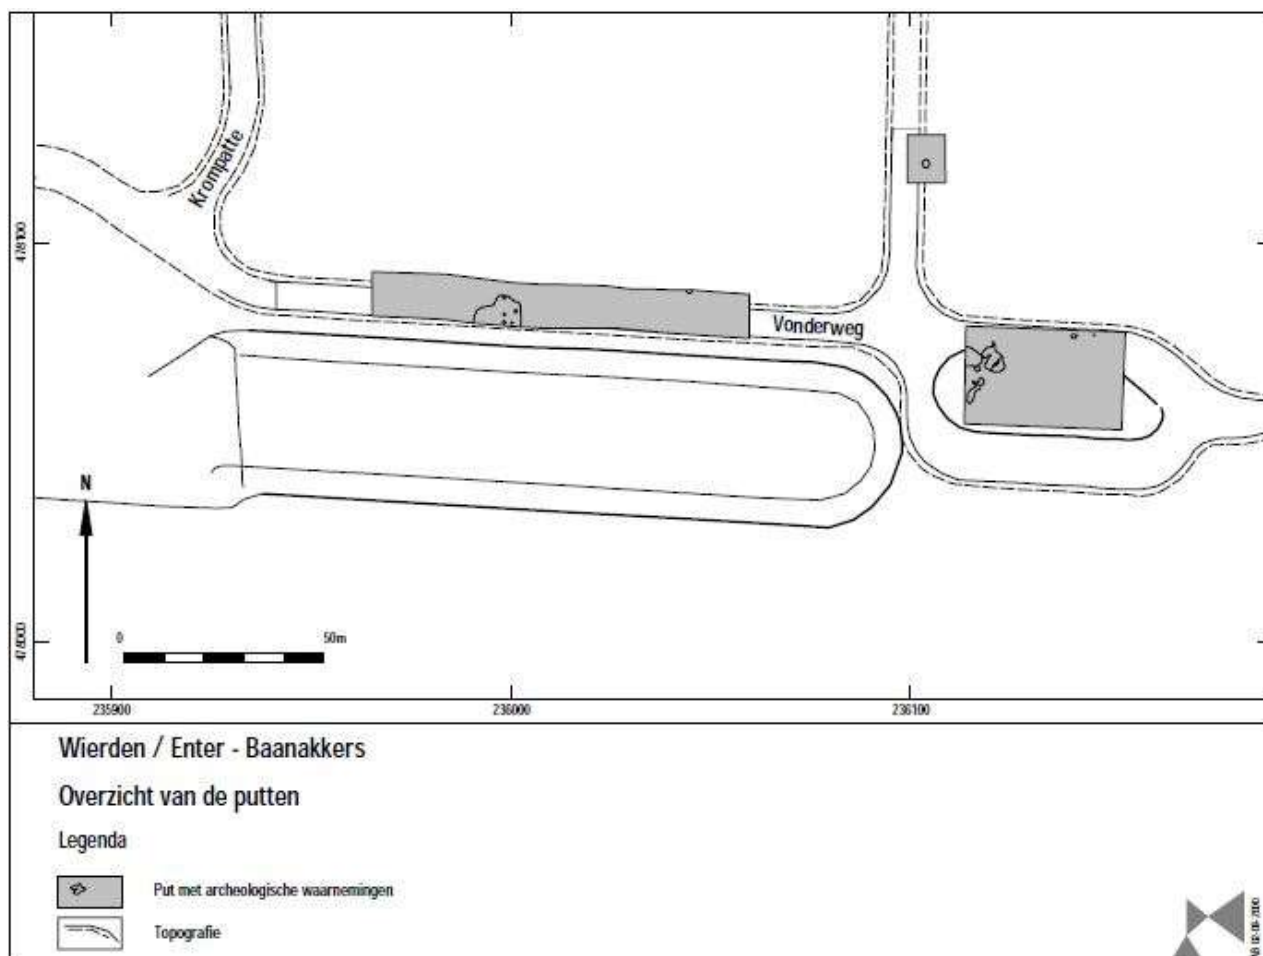 Krompatte
478100
Vonderweg
N
0 50m
478000
235900 236000 236100
Wierden / Enter - Baanakkers
Overzicht van de putten
Legenda
Put met archeologische waarnemingen
Topografie